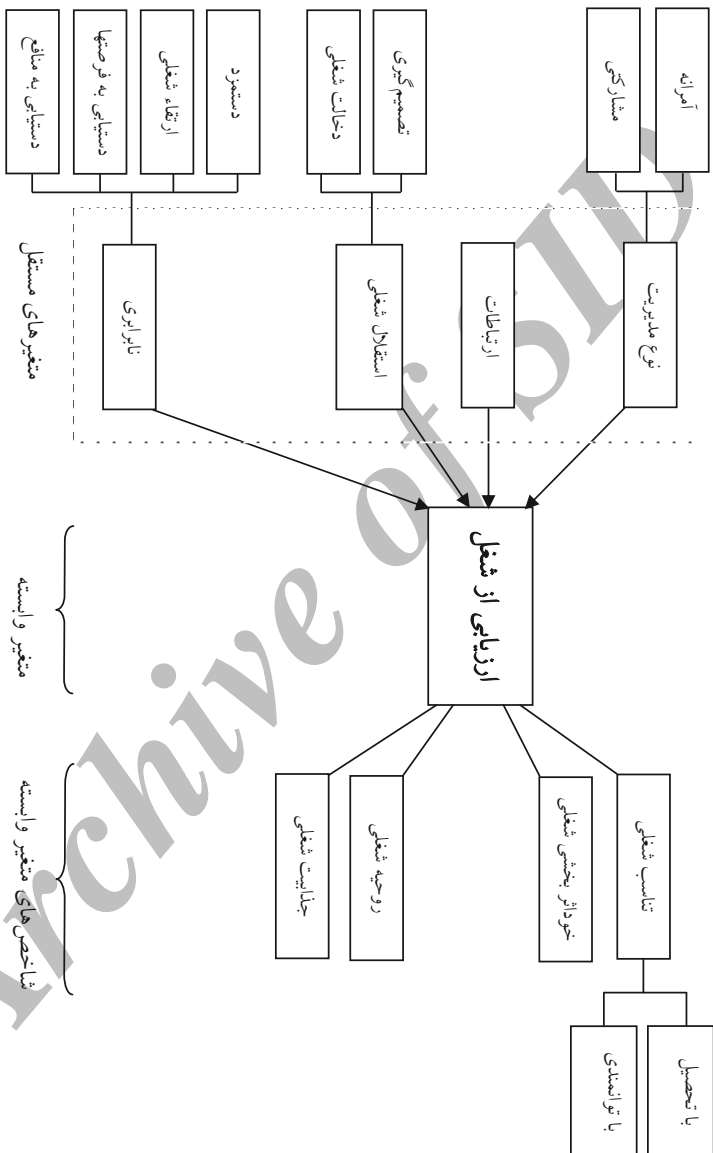 آمرانه
مشارکتی
تصمیم‌گیری
دخالت شغلی
دستمزد
ارتقاء شغلی
دستیابی به فرصتها
دستیابی به منافع
نوع مدیریت
ارتباطات
استقلال شغلی
نابرابری
متغیرهای مستقل
ارزیابی از شغل
متغیر وابسته
تناسب شغلی
خوداثر بخشی شغلی
روحیه شغلی
جذابیت شغلی
شاخص‌های متغیر وابسته
با تحصیل
با توانمندی
Archive of SID